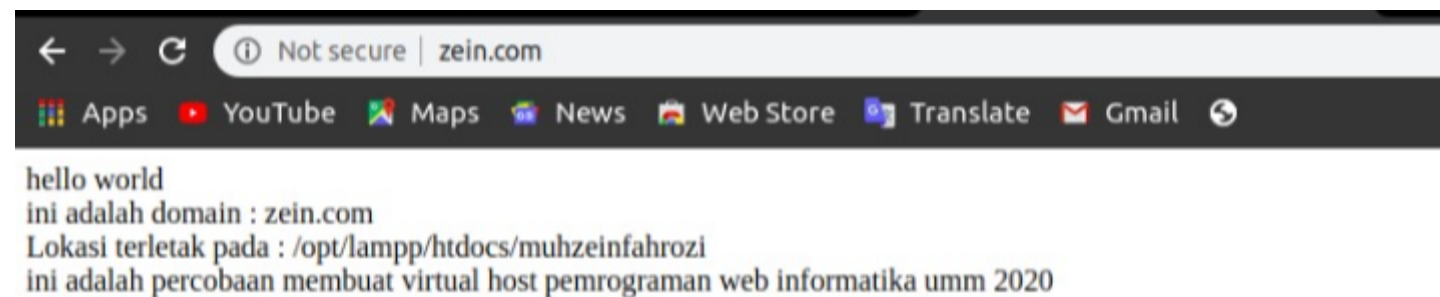 Not secure | zein.com
Apps YouTube Maps News Web Store Translate Gmail
hello world
ini adalah domain : zein.com
Lokasi terletak pada : /opt/lampp/htdocs/muhzeinfahrozi
ini adalah percobaan membuat virtual host pemrograman web informatika umm 2020